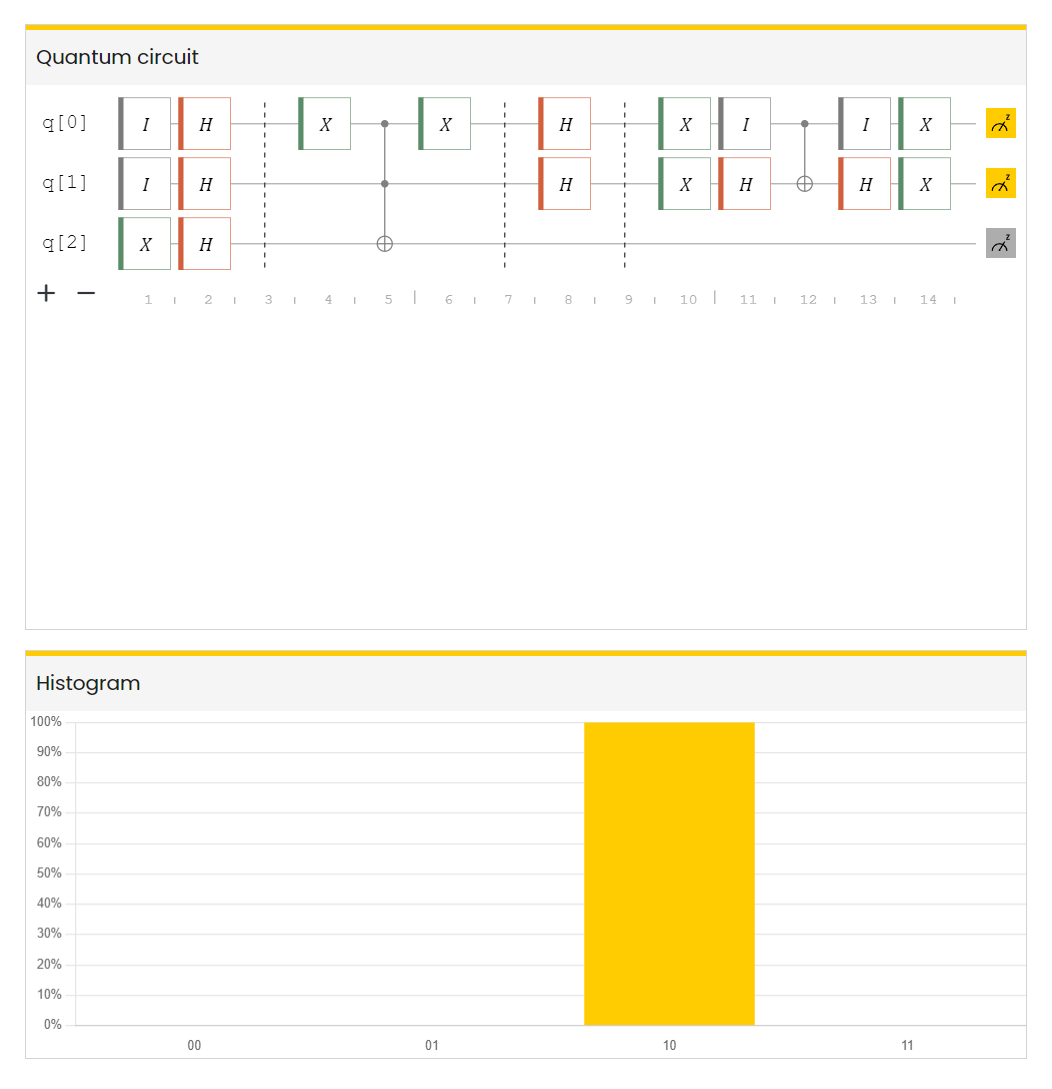 Quantum circuit
q[0] I H X X H X I I X z
q[1] I H H X H H X z
q[2] X H z
+ −
1 2 3 4 5 6 7 8 9 10 11 12 13 14
Histogram
100%
90%
80%
70%
60%
50%
40%
30%
20%
10%
0%
00 01 10 11